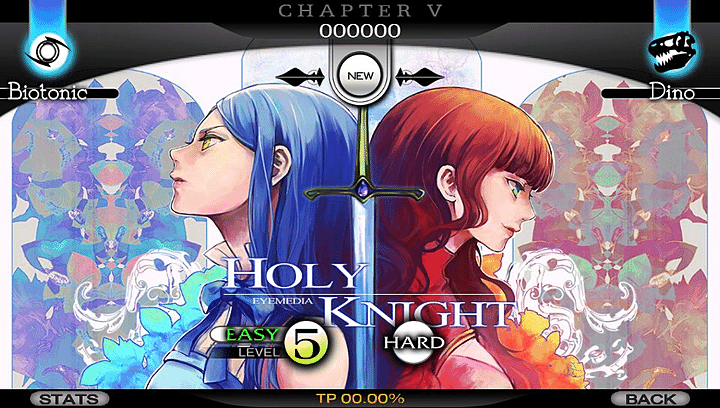 CHAPTER V
000000
NEW
Biotonic
Dino
HOLY
EYEMEDIA
KNIGHT
EASY
LEVEL
5
HARD
STATS
TP 00.00%
BACK